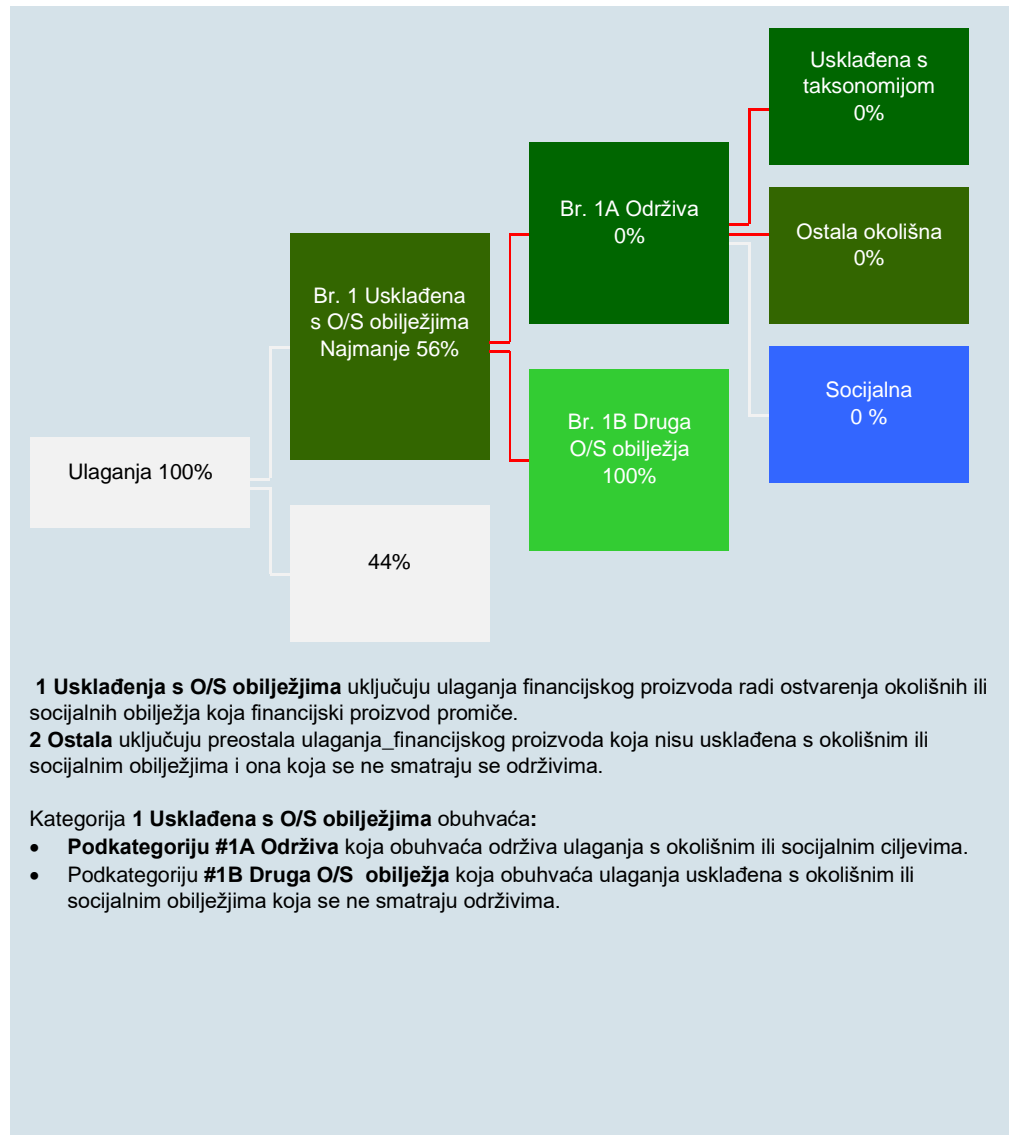 Usklađena s
taksonomijom
0%
Br. 1A Održiva
0%
Ostala okolišna
0%
Br. 1 Usklađena
s O/S obilježjima
Najmanje 56%
Socijalna
0 %
Br. 1B Druga
O/S obilježja
100%
Ulaganja 100%
44%
1 Usklađenja s O/S obilježjima uključuju ulaganja financijskog proizvoda radi ostvarenja okolišnih ili
socijalnih obilježja koja financijski proizvod promiče.
2 Ostala uključuju preostala ulaganja_financijskog proizvoda koja nisu usklađena s okolišnim ili
socijalnim obilježjima i ona koja se ne smatraju se održivima.
Kategorija 1 Usklađena s O/S obilježjima obuhvaća:
• Podkategoriju #1A Održiva koja obuhvaća održiva ulaganja s okolišnim ili socijalnim ciljevima.
• Podkategoriju #1B Druga O/S obilježja koja obuhvaća ulaganja usklađena s okolišnim ili
socijalnim obilježjima koja se ne smatraju održivima.